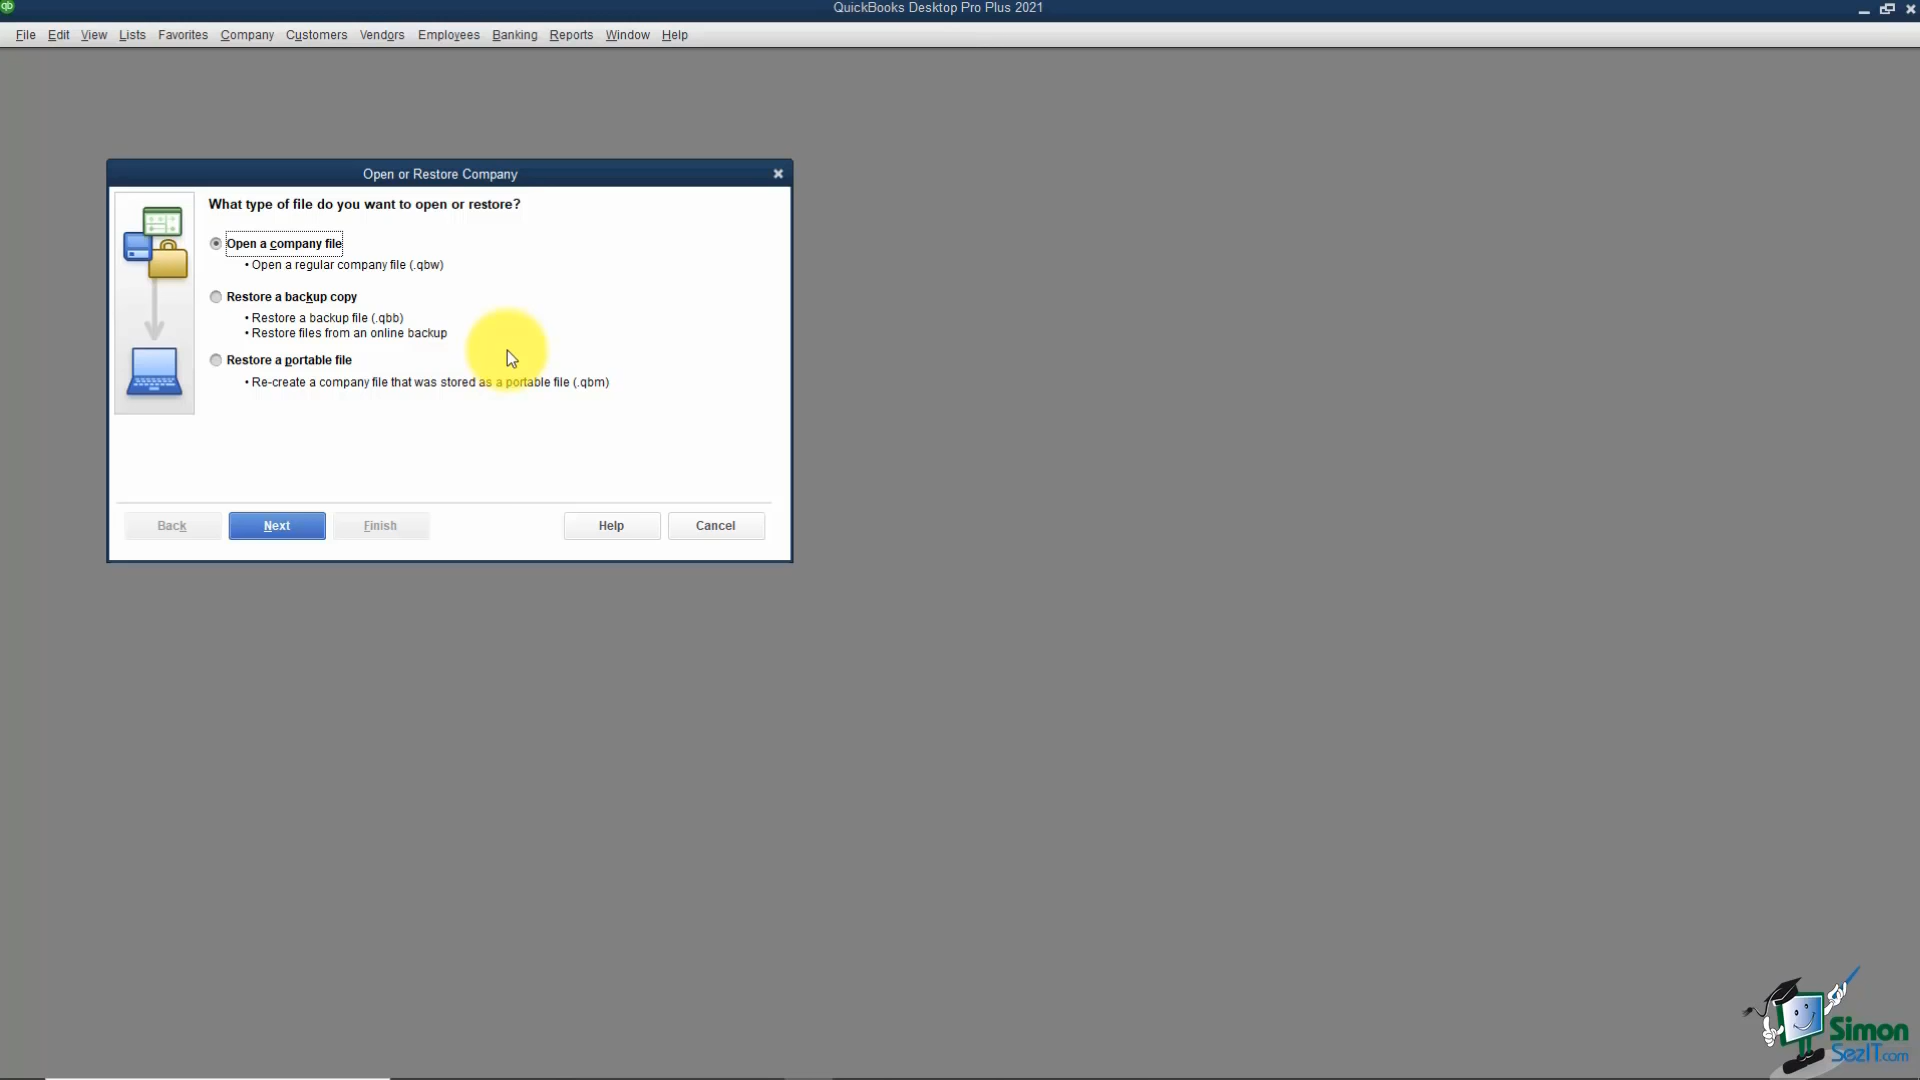 qb
QuickBooks Desktop Pro Plus 2021
File Edit View Lists Favorites Company Customers Vendors Employees Banking Reports Window Help
Open or Restore Company
What type of file do you want to open or restore?
Open a company file
• Open a regular company file (.qbw)
Restore a backup copy
• Restore a backup file (.qbb)
• Restore files from an online backup
Restore a portable file
• Re-create a company file that was stored as a portable file (.qbm)
Back Next Finish Help Cancel
Simon
SezIT.com